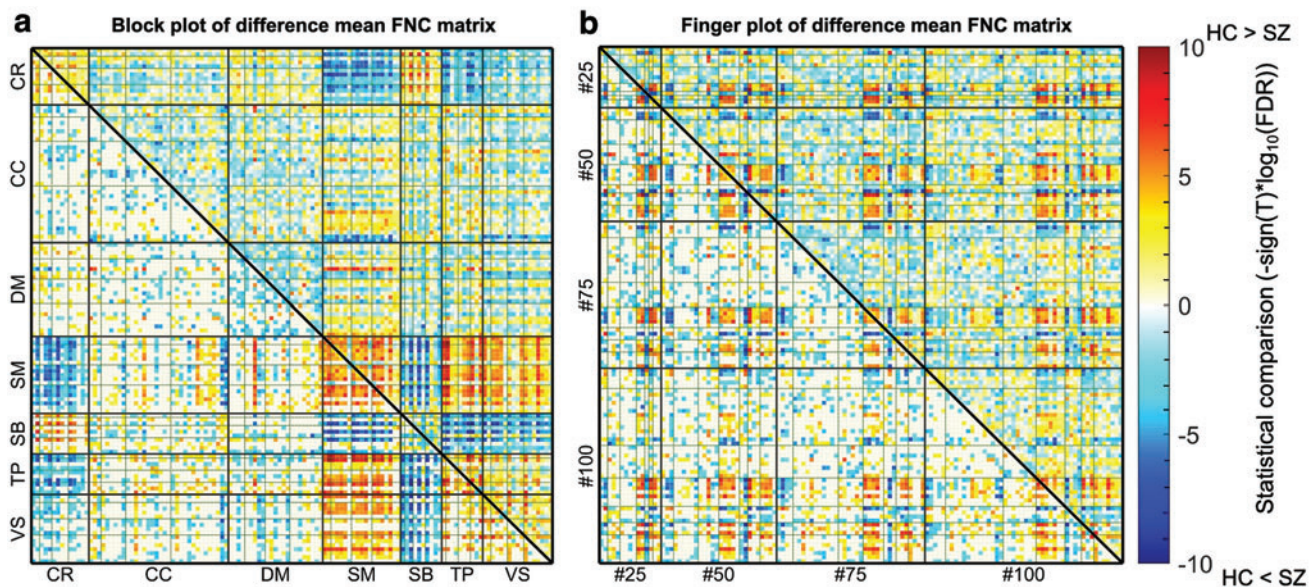 a Block plot of difference mean FNC matrix
CR
CC
DM
SM
SB
TP
VS
CR CC DM SM SB TP VS
b Finger plot of difference mean FNC matrix
#25
#50
#75
#100
#25 #50 #75 #100
HC > SZ
10
5
0
-5
-10
HC < SZ
Statistical comparison (-sign(T)*log10(FDR))